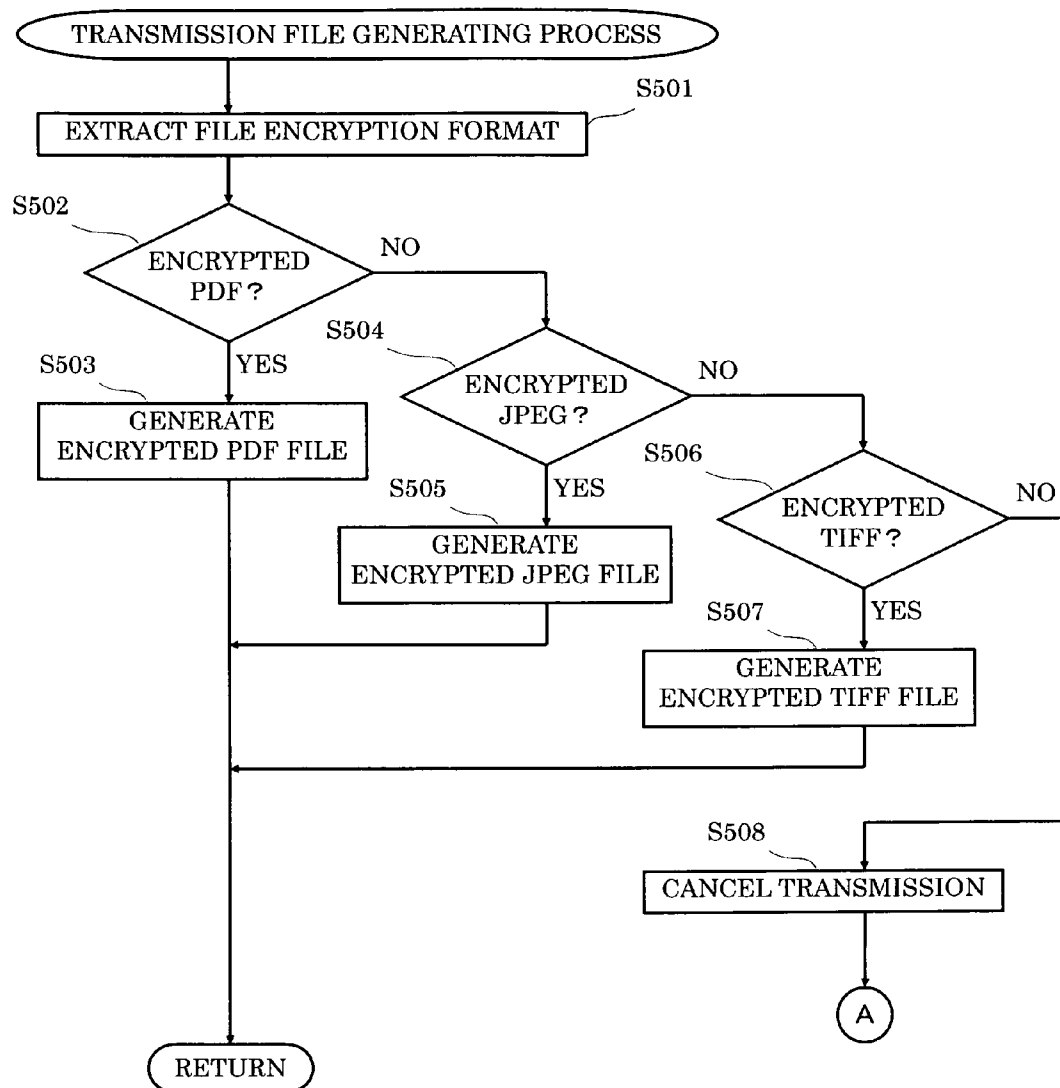 TRANSMISSION FILE GENERATING PROCESS
S501
EXTRACT FILE ENCRYPTION FORMAT
S502
ENCRYPTED
PDF?
NO
YES
S503
GENERATE
ENCRYPTED PDF FILE
S504
ENCRYPTED
JPEG?
NO
YES
S505
GENERATE
ENCRYPTED JPEG FILE
S506
ENCRYPTED
TIFF?
NO
YES
S507
GENERATE
ENCRYPTED TIFF FILE
S508
CANCEL TRANSMISSION
A
RETURN